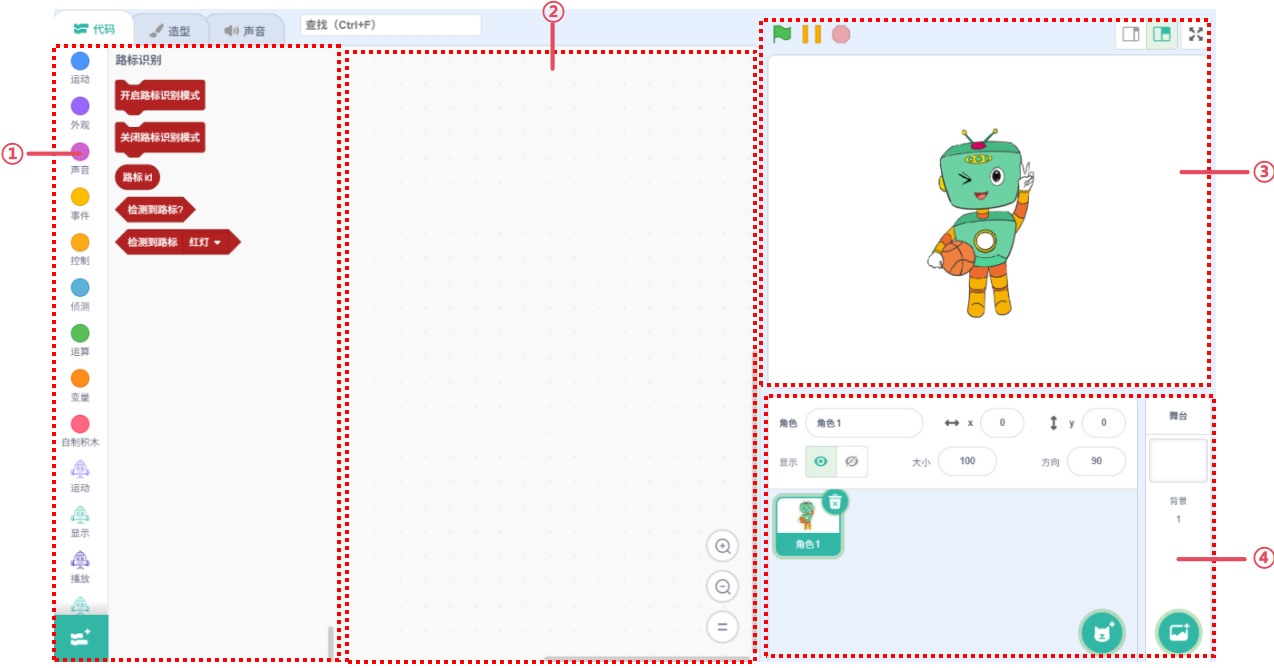 ②
代码
造型
声音
查找（Ctrl+F）
①
运动
外观
声音
事件
控制
侦测
运算
变量
自制积木
运动
显示
播放
路标识别
开启路标识别模式
关闭路标识别模式
路标 id
检测到路标?
检测到路标 红灯
③
角色 角色1 x 0 y 0
显示 大小 100 方向 90
角色1
舞台
背景
1
④